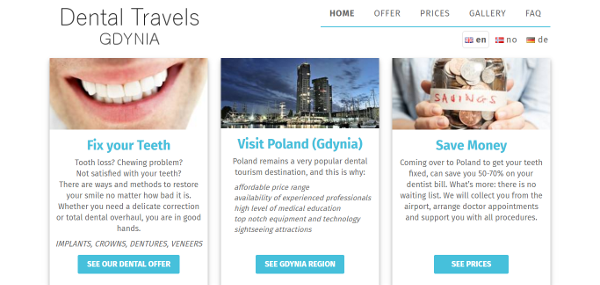 Dental Travels
GDYNIA
HOME OFFER PRICES GALLERY FAQ
en no de
SAVINGS
Fix your Teeth
Tooth loss? Chewing problem?
Not satisfied with your teeth?
There are ways and methods to restore
your smile no matter how bad it is.
Whether you need a delicate correction
or total dental overhaul, you are in good
hands.
IMPLANTS, CROWNS, DENTURES, VENEERS
SEE OUR DENTAL OFFER
Visit Poland (Gdynia)
Poland remains a very popular dental
tourism destination, and this is why:
affordable price range
availability of experienced professionals
high level of medical education
top notch equipment and technology
sightseeing attractions
SEE GDYNIA REGION
Save Money
Coming over to Poland to get your teeth
fixed, can save you 50-70% on your
dentist bill. What's more: there is no
waiting list. We will collect you from the
airport, arrange doctor appointments
and support you with all procedures.
SEE PRICES